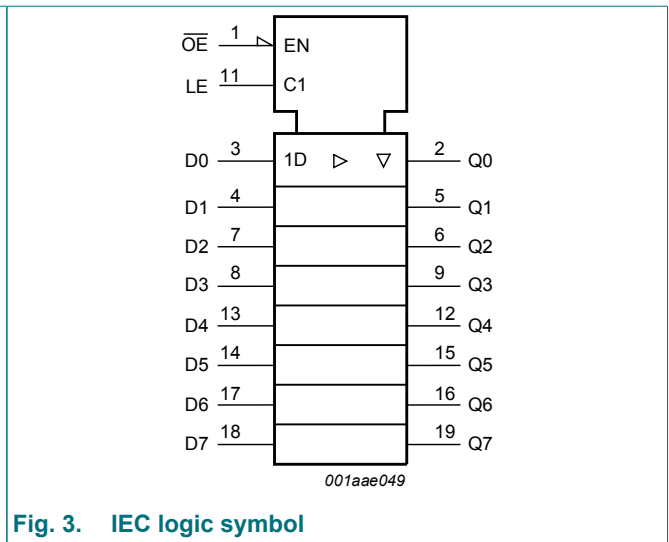 O̅E̅ 1 EN
LE 11 C1
D0 3 1D 2 Q0
D1 4 5 Q1
D2 7 6 Q2
D3 8 9 Q3
D4 13 12 Q4
D5 14 15 Q5
D6 17 16 Q6
D7 18 19 Q7
001aae049
Fig. 3. IEC logic symbol